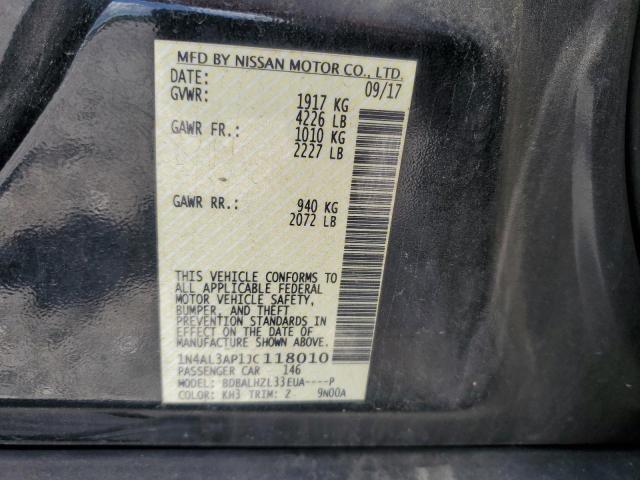 MFD BY NISSAN MOTOR CO., LTD.
DATE: 09/17
GVWR: 1917 KG
4226 LB
GAWR FR.: 1010 KG
2227 LB
GAWR RR.: 940 KG
2072 LB
THIS VEHICLE CONFORMS TO
ALL APPLICABLE FEDERAL
MOTOR VEHICLE SAFETY,
BUMPER, AND THEFT
PREVENTION STANDARDS IN
EFFECT ON THE DATE OF
MANUFACTURE SHOWN ABOVE.
1N4AL3AP1JC118010
PASSENGER CAR 146
MODEL: BDBALHZL33EUA----P
COLOR: KH3 TRIM: Z 9N00A